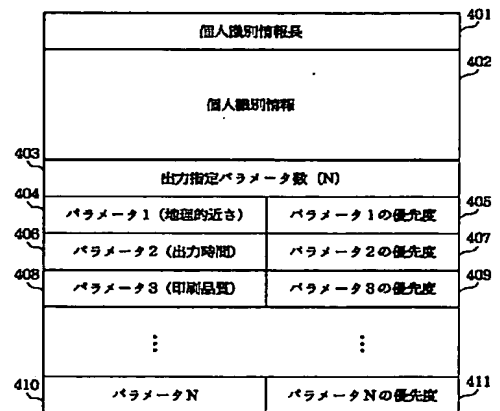 401
個人識別情報長
402
個人識別情報
403
出力指定パラメータ数 (N)
404
パラメータ1 (地理的近さ) パラメータ1の優先度
405
406
パラメータ2 (出力時間) パラメータ2の優先度
407
408
パラメータ3 (印刷品質) パラメータ3の優先度
409
⋮ ⋮
410
パラメータN パラメータNの優先度
411